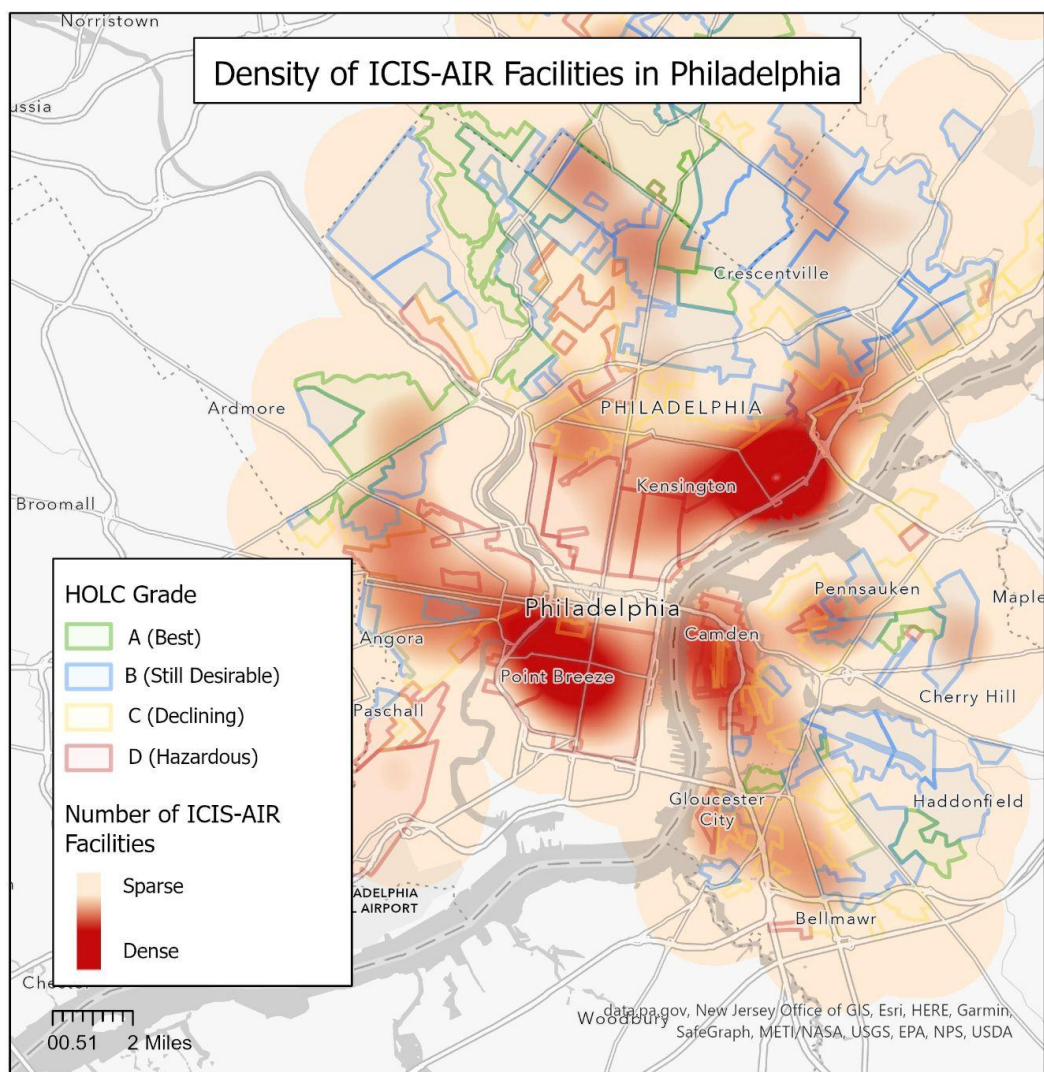 Norristown
Density of ICIS-AIR Facilities in Philadelphia
ussia
Crescentville
Ardmore
PHILADELPHIA
Broomall
Kensington
HOLC Grade
A (Best)
B (Still Desirable)
C (Declining)
D (Hazardous)
Number of ICIS-AIR
Facilities
Sparse
Dense
Pennsauken
Maple
Philadelphia
Angora
Camden
Point Breeze
Cherry Hill
Paschall
Gloucester
City
Haddonfield
ADELPHIA
L AIRPORT
Bellmawr
Chester
Woodbury
data.pa.gov, New Jersey Office of GIS, Esri, HERE, Garmin,
SafeGraph, METI/NASA, USGS, EPA, NPS, USDA
00.51 2 Miles